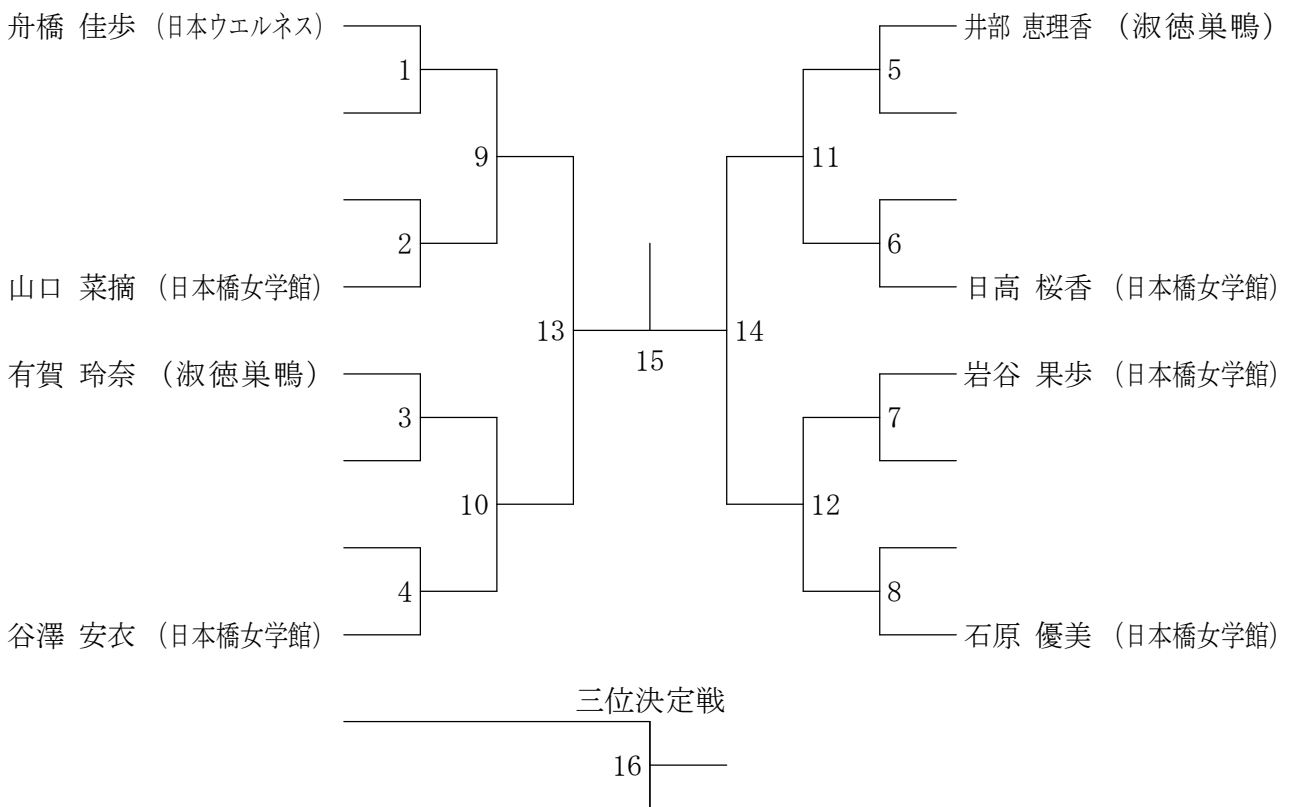 舟橋 佳歩 (日本ウエルネス)
1
9
2
山口 菜摘 (日本橋女学館)
13
有賀 玲奈 (淑徳巣鴨)
3
10
4
谷澤 安衣 (日本橋女学館)
15
井部 恵理香 (淑徳巣鴨)
5
11
6
日高 桜香 (日本橋女学館)
14
岩谷 果歩 (日本橋女学館)
7
12
8
石原 優美 (日本橋女学館)
三位決定戦
16